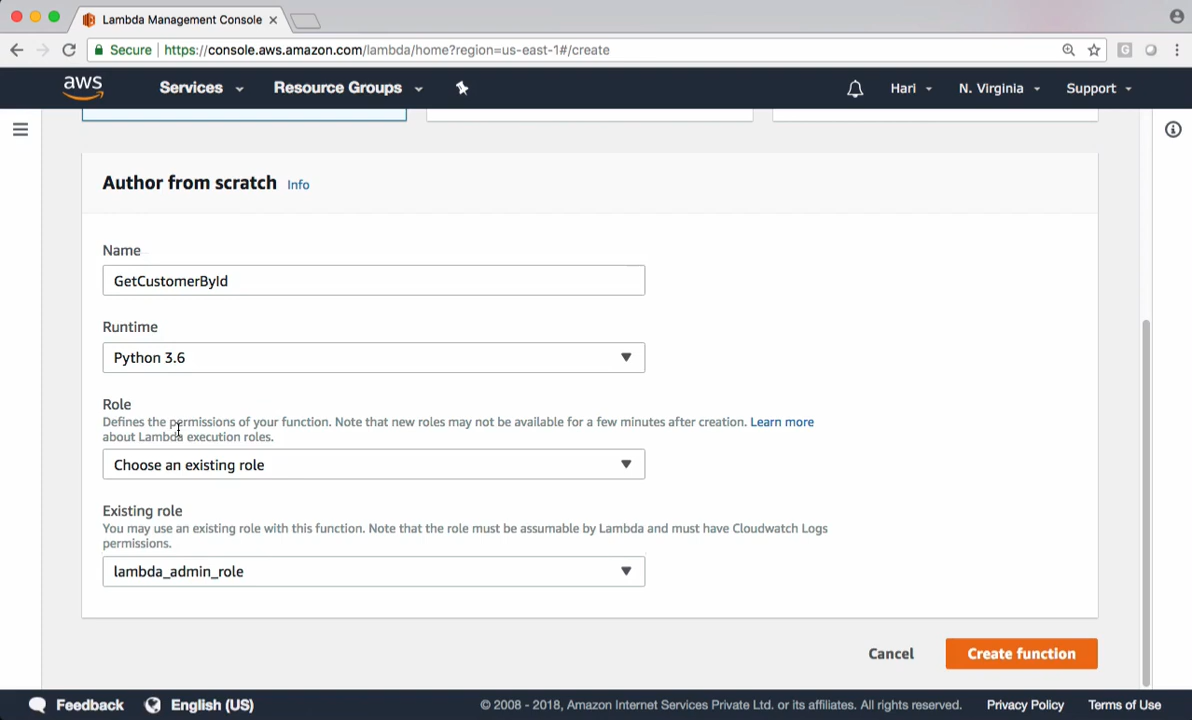 Lambda Management Console
Secure | https://console.aws.amazon.com/lambda/home?region=us-east-1#/create
aws Services Resource Groups Hari N. Virginia Support
Author from scratch Info
Name
GetCustomerById
Runtime
Python 3.6
Role
Defines the permissions of your function. Note that new roles may not be available for a few minutes after creation. Learn more
about Lambda execution roles.
Choose an existing role
Existing role
You may use an existing role with this function. Note that the role must be assumable by Lambda and must have Cloudwatch Logs
permissions.
lambda_admin_role
Cancel Create function
Feedback English (US) © 2008 - 2018, Amazon Internet Services Private Ltd. or its affiliates. All rights reserved. Privacy Policy Terms of Use